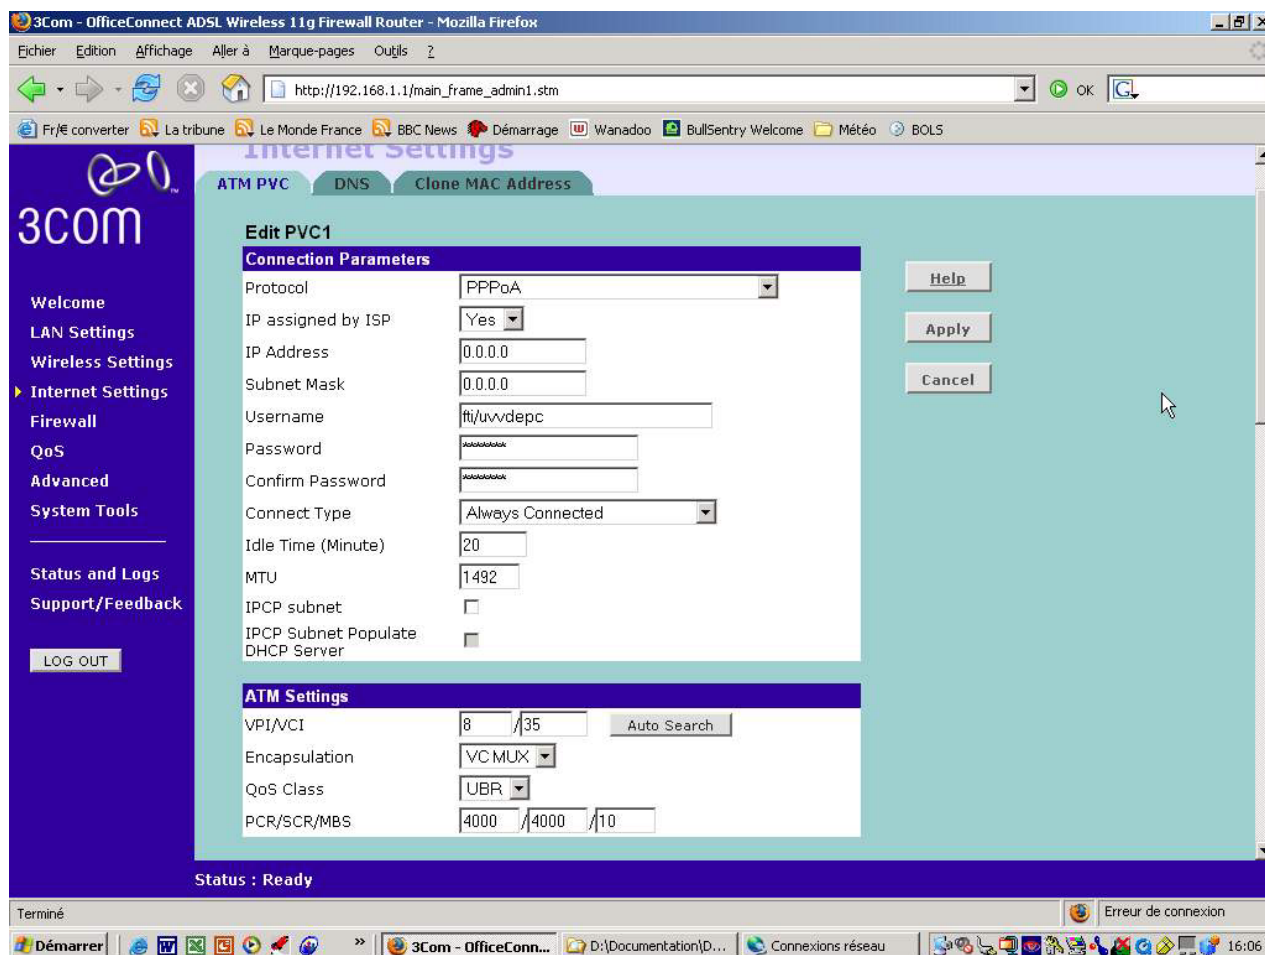 3Com - OfficeConnect ADSL Wireless 11g Firewall Router - Mozilla Firefox
Fichier Edition Affichage Aller à Marque-pages Outils ?
http://192.168.1.1/main_frame_admin1.stm OK G
Fr/€ converter La tribune Le Monde France BBC News Démarrage Wanadoo BullSentry Welcome Météo BOLS
Internet Settings
ATM PVC DNS Clone MAC Address
3COM
Welcome
LAN Settings
Wireless Settings
Internet Settings
Firewall
QoS
Advanced
System Tools
Status and Logs
Support/Feedback
LOG OUT
Edit PVC1
Connection Parameters
Protocol PPPoA
IP assigned by ISP Yes
IP Address 0.0.0.0
Subnet Mask 0.0.0.0
Username fti/uvvdepc
Password ********
Confirm Password ********
Connect Type Always Connected
Idle Time (Minute) 20
MTU 1492
IPCP subnet
IPCP Subnet Populate
DHCP Server
ATM Settings
VPI/VCI 8 /35 Auto Search
Encapsulation VC MUX
QoS Class UBR
PCR/SCR/MBS 4000 /4000 /10
Help
Apply
Cancel
Status : Ready
Terminé Erreur de connexion
Démarrer » 3Com - OfficeConn... D:\Documentation\D... Connexions réseau 16:06